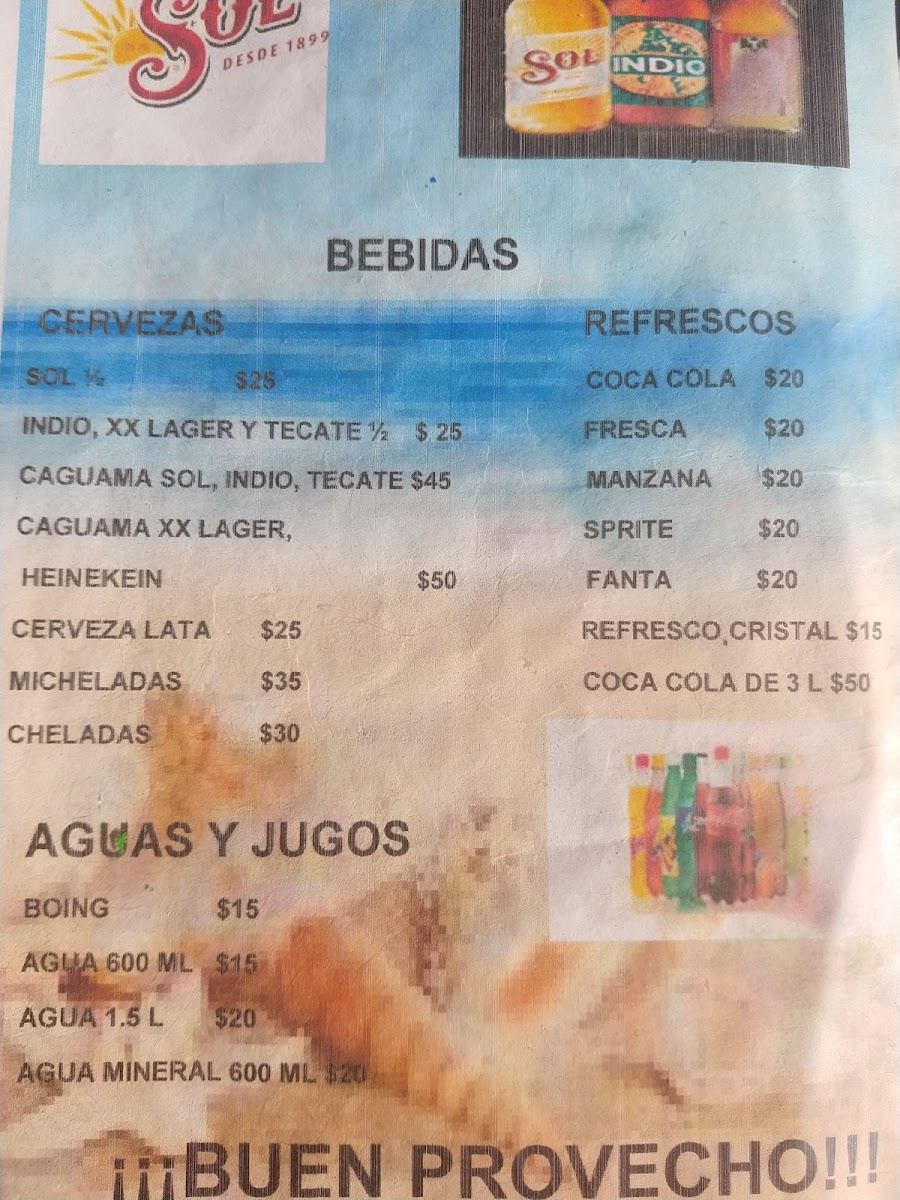 SOL
DESDE 1899
SOL
INDIO
BEBIDAS
CERVEZAS
SOL ½ $25
INDIO, XX LAGER Y TECATE ½ $ 25
CAGUAMA SOL, INDIO, TECATE $45
CAGUAMA XX LAGER,
HEINEKEIN $50
CERVEZA LATA $25
MICHELADAS $35
CHELADAS $30
REFRESCOS
COCA COLA $20
FRESCA $20
MANZANA $20
SPRITE $20
FANTA $20
REFRESCO CRISTAL $15
COCA COLA DE 3 L $50
AGUAS Y JUGOS
BOING $15
AGUA 600 ML $15
AGUA 1.5 L $20
AGUA MINERAL 600 ML $20
¡¡¡BUEN PROVECHO!!!